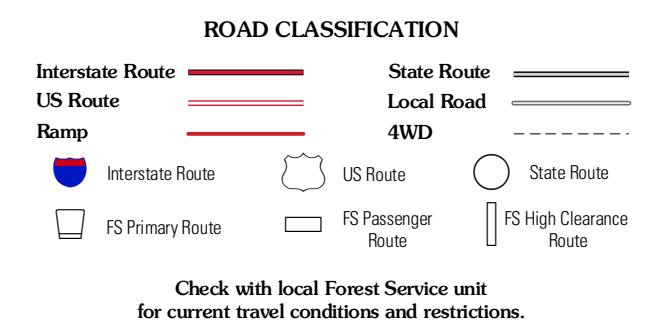 ROAD CLASSIFICATION
Interstate Route
State Route
US Route
Local Road
Ramp
4WD
Interstate Route
US Route
State Route
FS Primary Route
FS Passenger
Route
FS High Clearance
Route
Check with local Forest Service unit
for current travel conditions and restrictions.